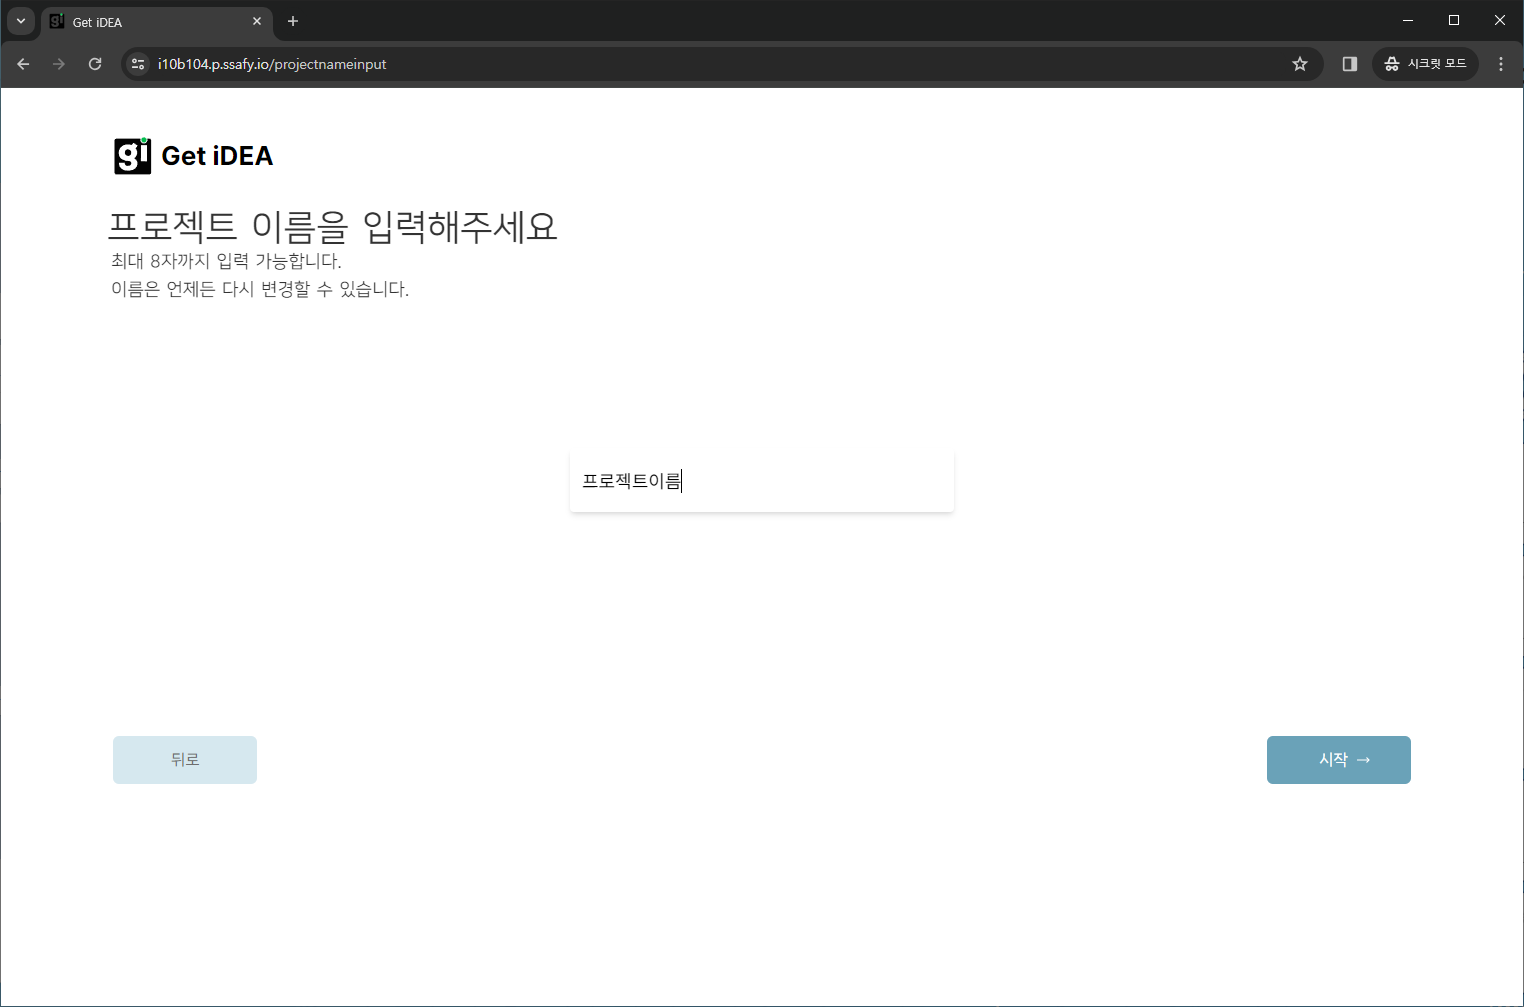 Get iDEA
i10b104.p.ssafy.io/projectnameinput
시크릿 모드
gi Get iDEA
프로젝트 이름을 입력해주세요
최대 8자까지 입력 가능합니다.
이름은 언제든 다시 변경할 수 있습니다.
프로젝트이름
뒤로
시작 →